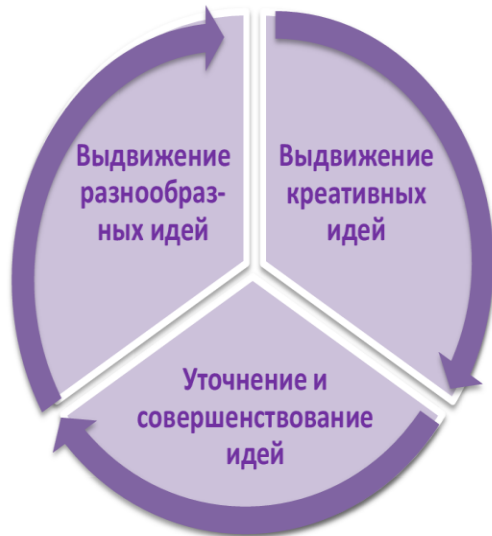 Выдвижение
разнообраз-
ных идей
Выдвижение
креативных
идей
Уточнение и
совершенствование
идей